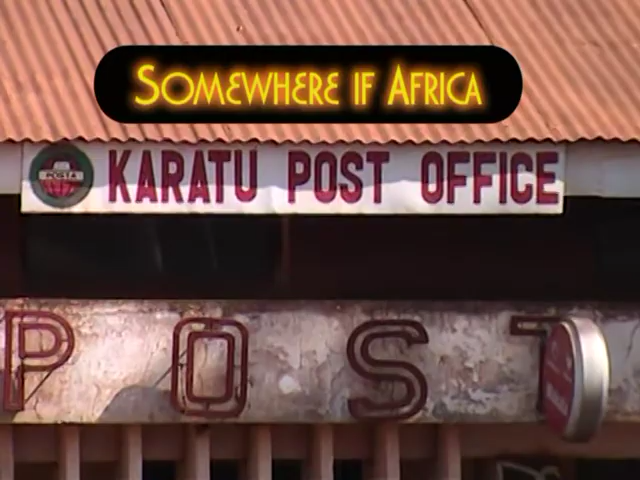 SOMEWHERE IF AFRICA
POSTA
KARATU POST OFFICE
POST